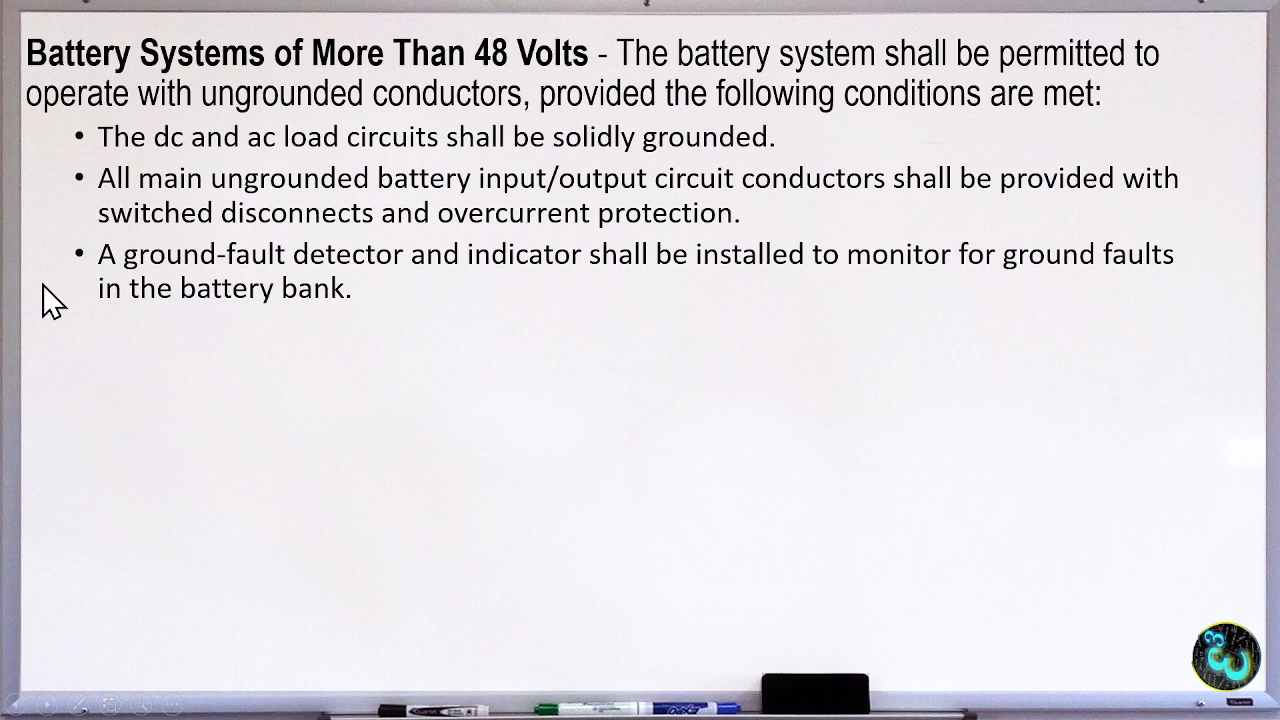 Battery Systems of More Than 48 Volts - The battery system shall be permitted to
operate with ungrounded conductors, provided the following conditions are met:
• The dc and ac load circuits shall be solidly grounded.
• All main ungrounded battery input/output circuit conductors shall be provided with
switched disconnects and overcurrent protection.
• A ground-fault detector and indicator shall be installed to monitor for ground faults
in the battery bank.